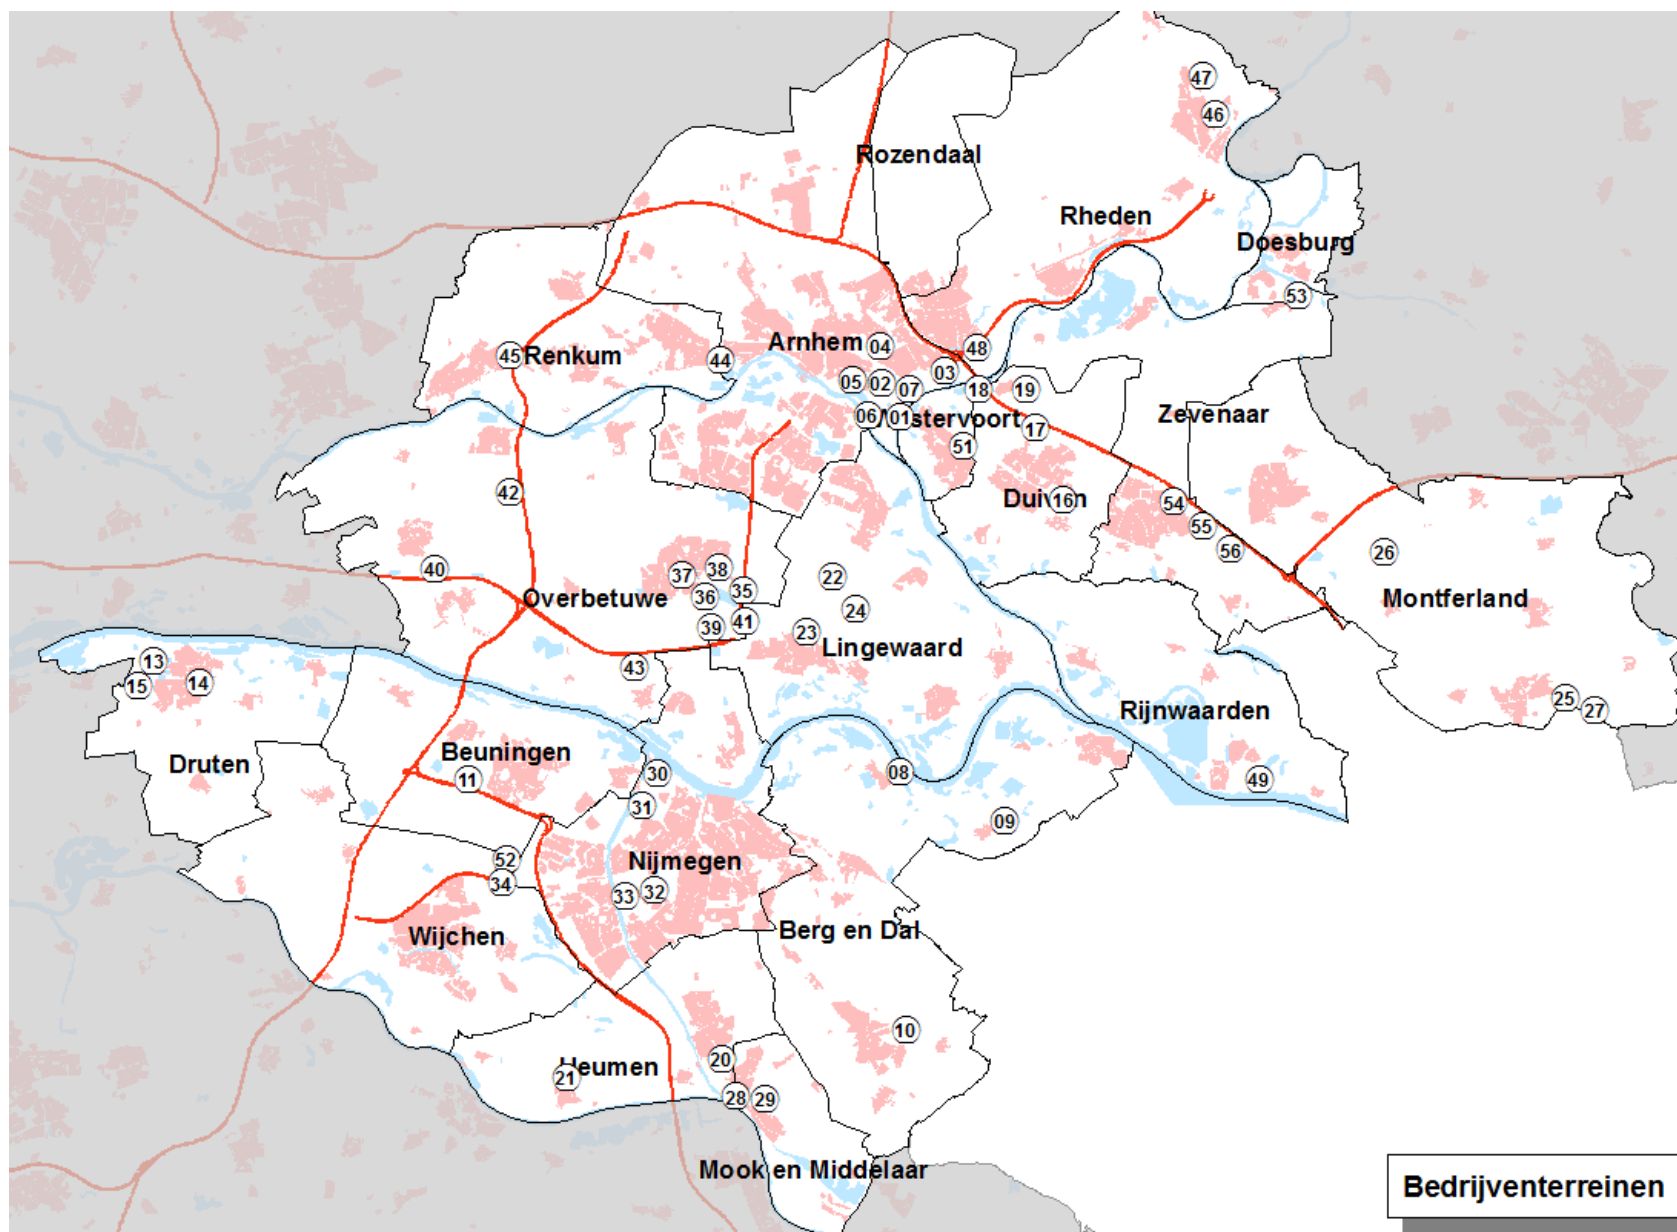 47
46
Rozendaal
Rheden
Doesburg
53
45 Renkum
44
Arnhem 04
48
03
05 02 07
18 19
06 01 Westervoort 17
Zevenaar
51
42
Duiven
16
54
55
56
26
40
37 38
36 35
Overbetuwe
22
24
39 41
23
Lingewaard
Montferland
43
13
15 14
25
27
Rijnwaarden
Druten
Beuningen
11
30
31
08
49
09
52
34
Nijmegen
33 32
Wijchen
Berg en Dal
10
Heumen
21
20
28 29
Mook en Middelaar
Bedrijventerreinen